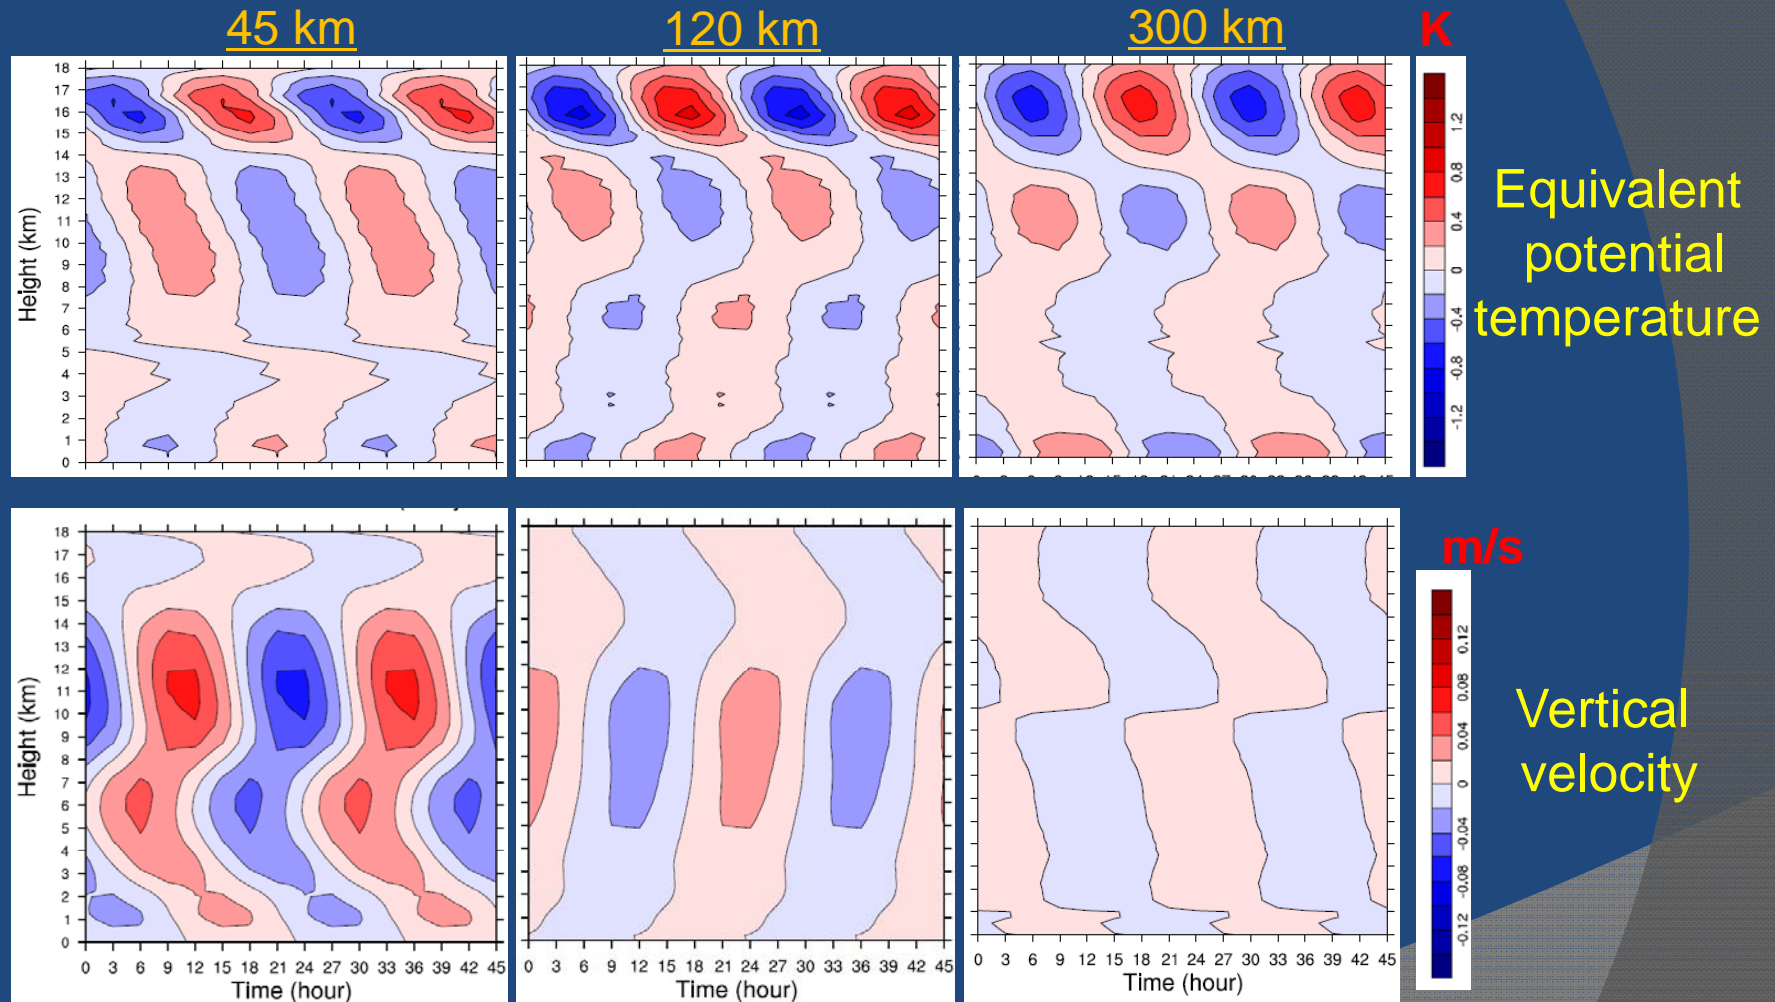 45 km
120 km
300 km
K
18
17
16
15
14
13
12
11
10
9
8
7
6
5
4
3
2
1
0
Height (km)
1.2
0.8
0.4
0
-0.4
-0.8
-1.2
Equivalent
potential
temperature
18
17
16
15
14
13
12
11
10
9
8
7
6
5
4
3
2
1
0
Height (km)
0 3 6 9 12 15 18 21 24 27 30 33 36 39 42 45
Time (hour)
0 3 6 9 12 15 18 21 24 27 30 33 36 39 42 45
Time (hour)
0 3 6 9 12 15 18 21 24 27 30 33 36 39 42 45
Time (hour)
m/s
0.12
0.08
0.04
0
-0.04
-0.08
-0.12
Vertical
velocity